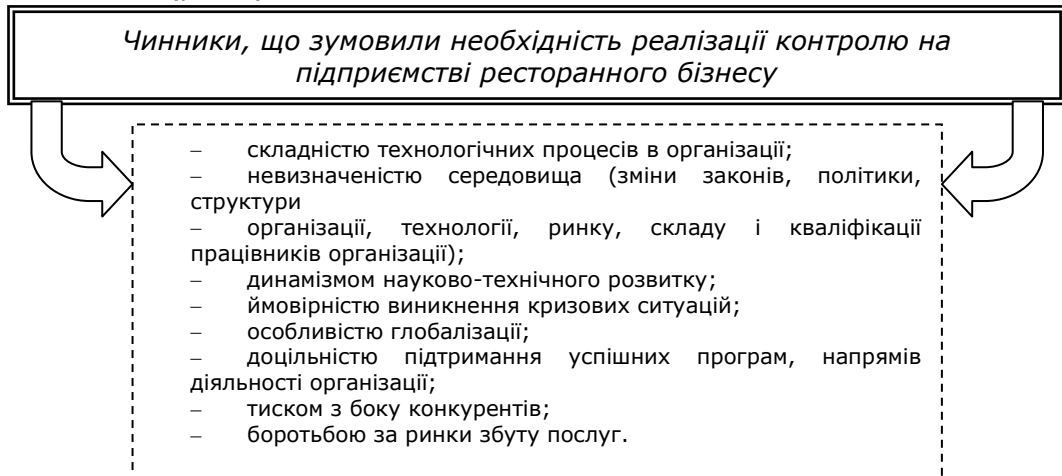 Чинники, що зумовили необхідність реалізації контролю на
підприємстві ресторанного бізнесу
– складністю технологічних процесів в організації;
– невизначеністю середовища (зміни законів, політики,
структури
– організації, технології, ринку, складу і кваліфікації
працівників організації);
– динамізмом науково-технічного розвитку;
– ймовірністю виникнення кризових ситуацій;
– особливістю глобалізації;
– доцільністю підтримання успішних програм, напрямів
діяльності організації;
– тиском з боку конкурентів;
– боротьбою за ринки збуту послуг.